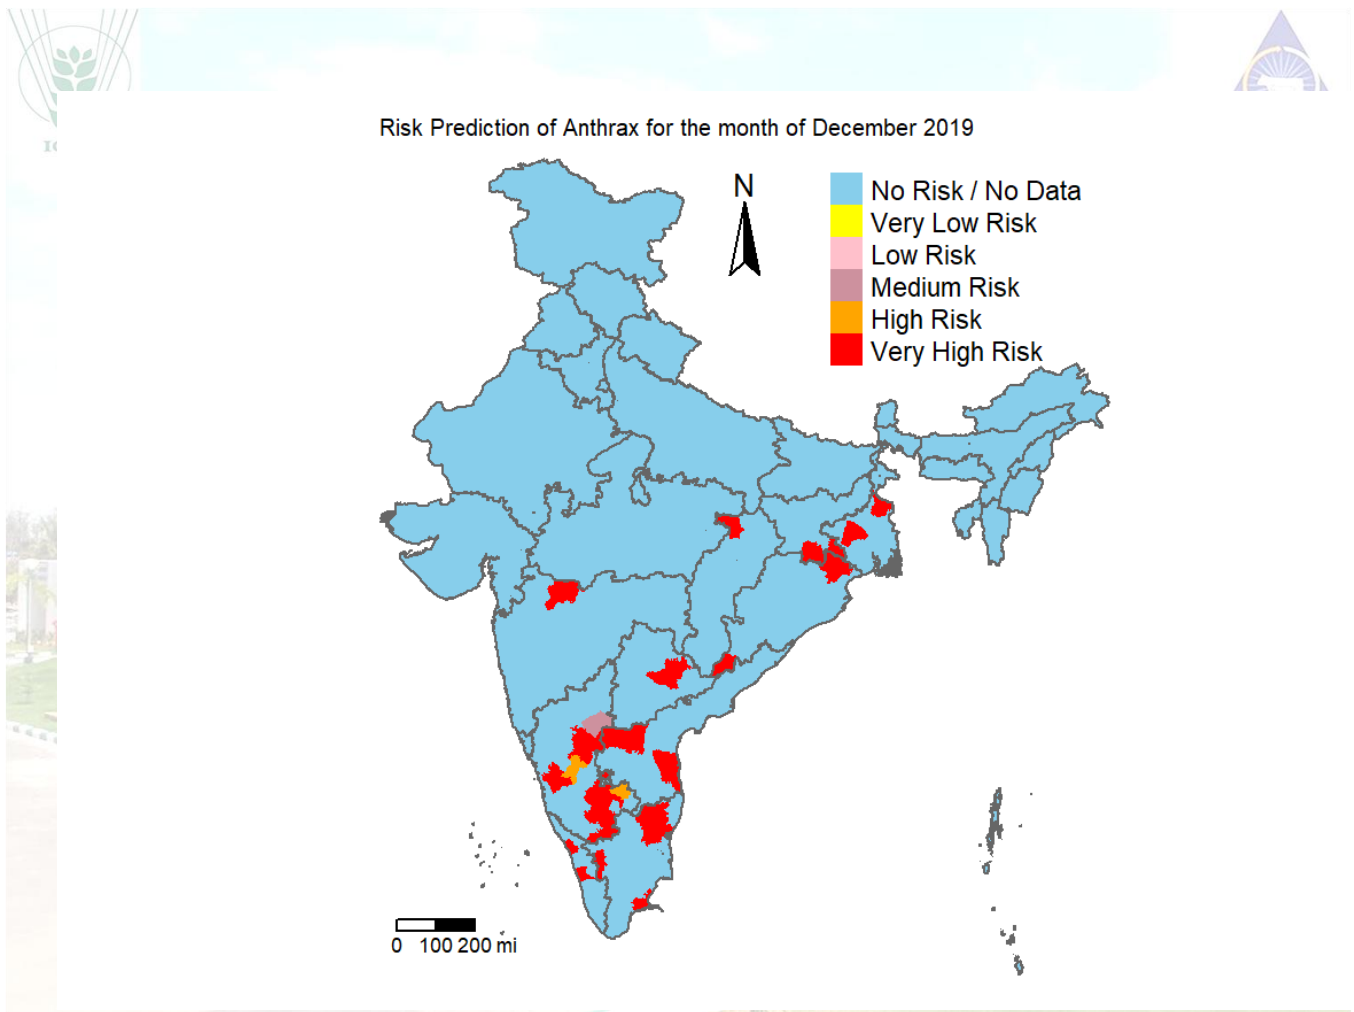 Risk Prediction of Anthrax for the month of December 2019
N
No Risk / No Data
Very Low Risk
Low Risk
Medium Risk
High Risk
Very High Risk
0 100 200 mi